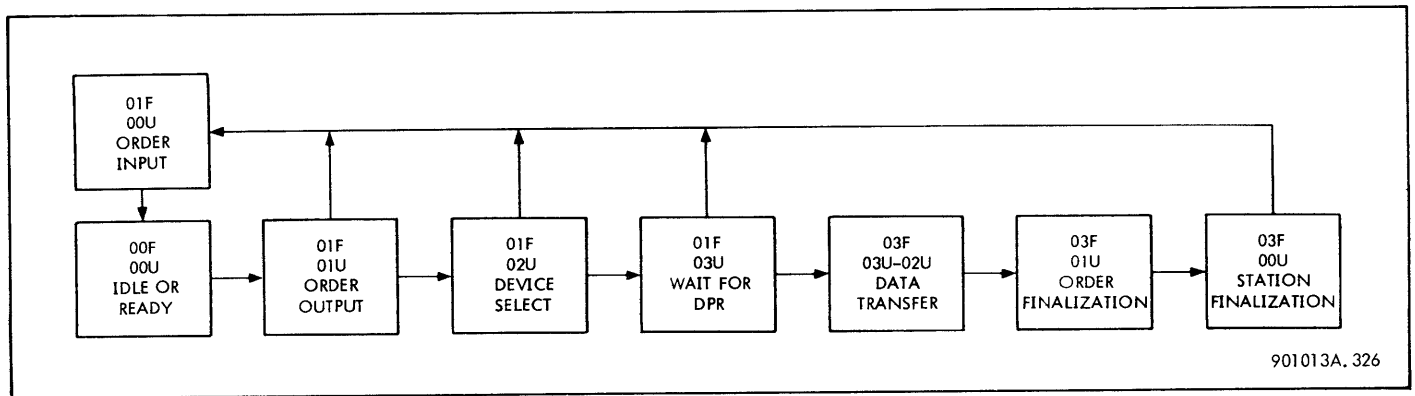 01F
00U
ORDER
INPUT
00F
00U
IDLE OR
READY
01F
01U
ORDER
OUTPUT
01F
02U
DEVICE
SELECT
01F
03U
WAIT FOR
DPR
03F
03U-02U
DATA
TRANSFER
03F
01U
ORDER
FINALIZATION
03F
00U
STATION
FINALIZATION
901013A.326